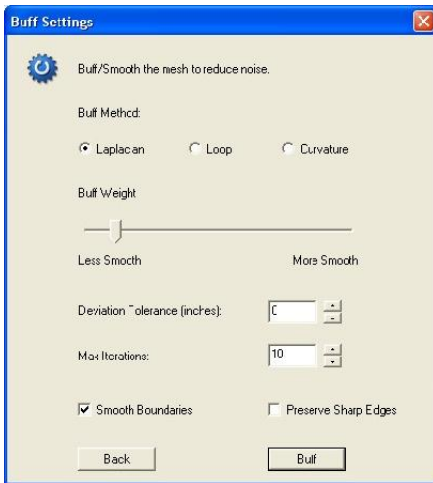 Buff Settings
Buff/Smooth the mesh to reduce noise.
Buff Method:
Laplacian Loop Curvature
Buff Weight
Less Smooth More Smooth
Deviation Tolerance (inches): 0
Max Iterations: 10
Smooth Boundaries Preserve Sharp Edges
Back Buff